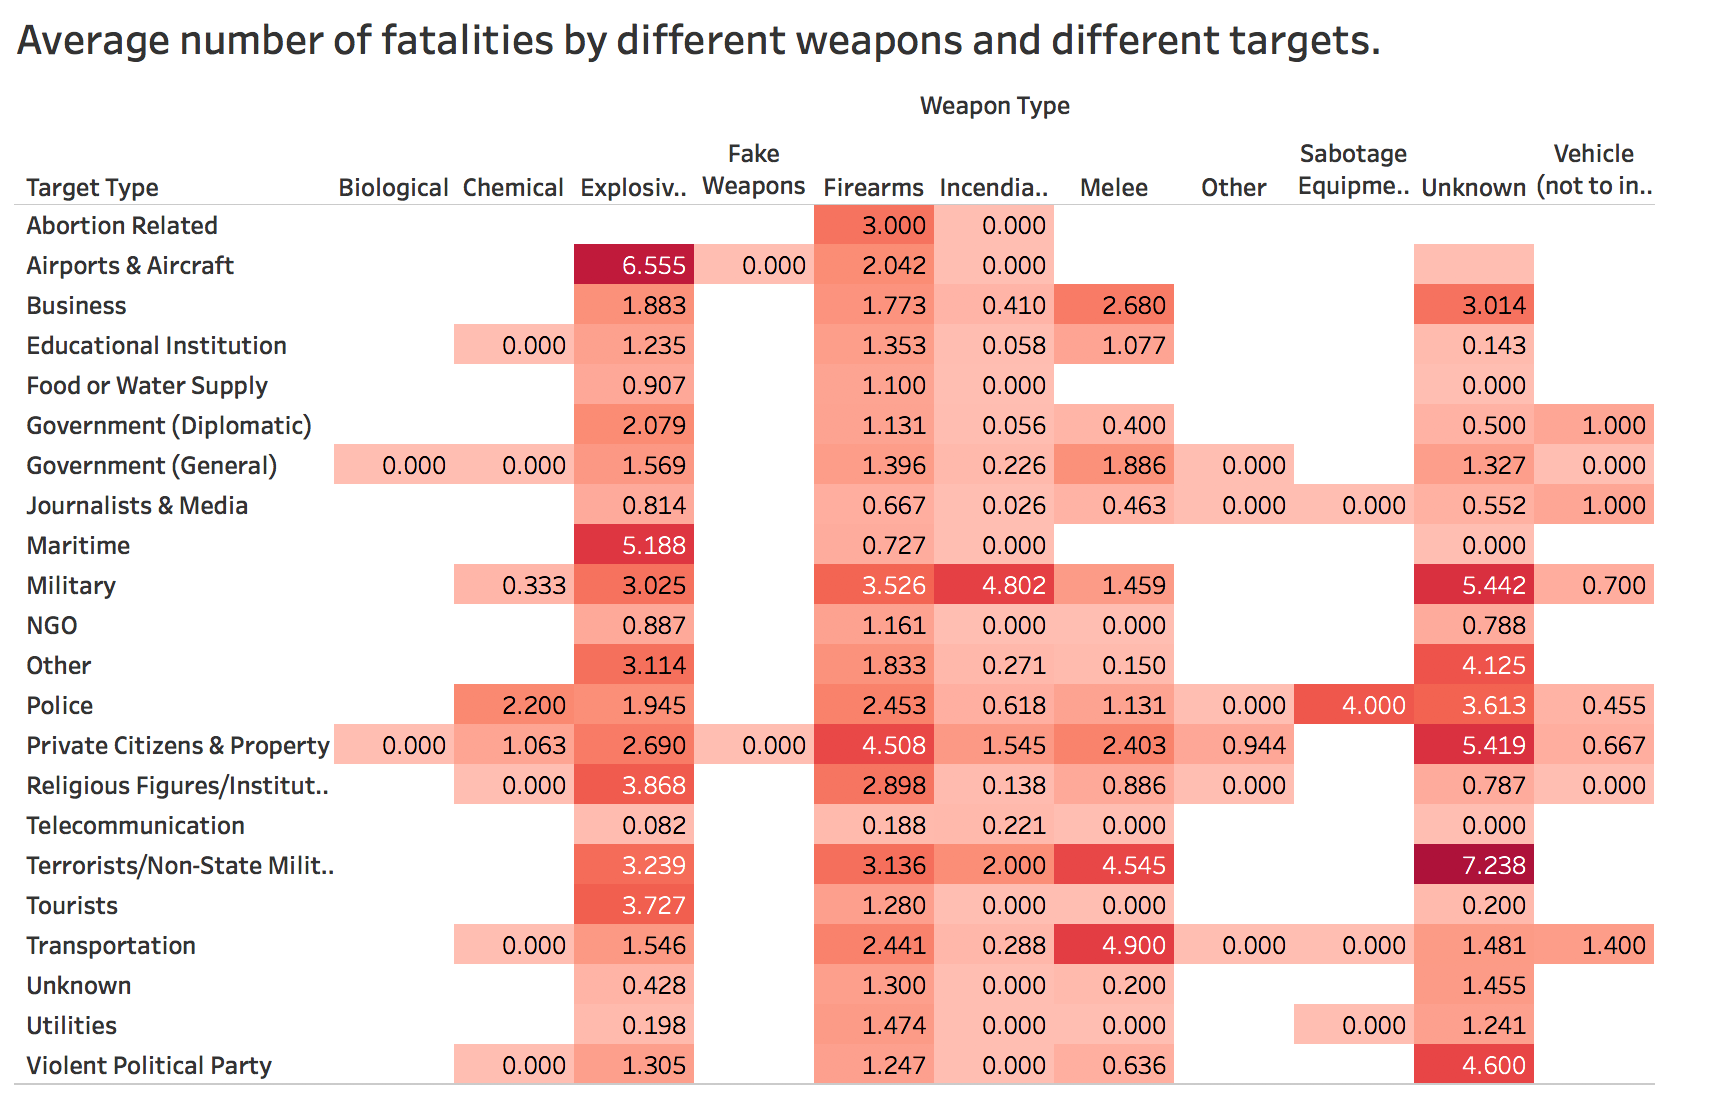 Average number of fatalities by different weapons and different targets.
Weapon Type
Fake Sabotage Vehicle
Target Type Biological Chemical Explosiv.. Weapons Firearms Incendia.. Melee Other Equipme.. Unknown (not to in..
Abortion Related 3.000 0.000
Airports & Aircraft 6.555 0.000 2.042 0.000
Business 1.883 1.773 0.410 2.680 3.014
Educational Institution 0.000 1.235 1.353 0.058 1.077 0.143
Food or Water Supply 0.907 1.100 0.000 0.000
Government (Diplomatic) 2.079 1.131 0.056 0.400 0.500 1.000
Government (General) 0.000 0.000 1.569 1.396 0.226 1.886 0.000 1.327 0.000
Journalists & Media 0.814 0.667 0.026 0.463 0.000 0.000 0.552 1.000
Maritime 5.188 0.727 0.000 0.000
Military 0.333 3.025 3.526 4.802 1.459 5.442 0.700
NGO 0.887 1.161 0.000 0.000 0.788
Other 3.114 1.833 0.271 0.150 4.125
Police 2.200 1.945 2.453 0.618 1.131 0.000 4.000 3.613 0.455
Private Citizens & Property 0.000 1.063 2.690 0.000 4.508 1.545 2.403 0.944 5.419 0.667
Religious Figures/Institut.. 0.000 3.868 2.898 0.138 0.886 0.000 0.787 0.000
Telecommunication 0.082 0.188 0.221 0.000 0.000
Terrorists/Non-State Milit.. 3.239 3.136 2.000 4.545 7.238
Tourists 3.727 1.280 0.000 0.000 0.200
Transportation 0.000 1.546 2.441 0.288 4.900 0.000 0.000 1.481 1.400
Unknown 0.428 1.300 0.000 0.200 1.455
Utilities 0.198 1.474 0.000 0.000 0.000 1.241
Violent Political Party 0.000 1.305 1.247 0.000 0.636 4.600